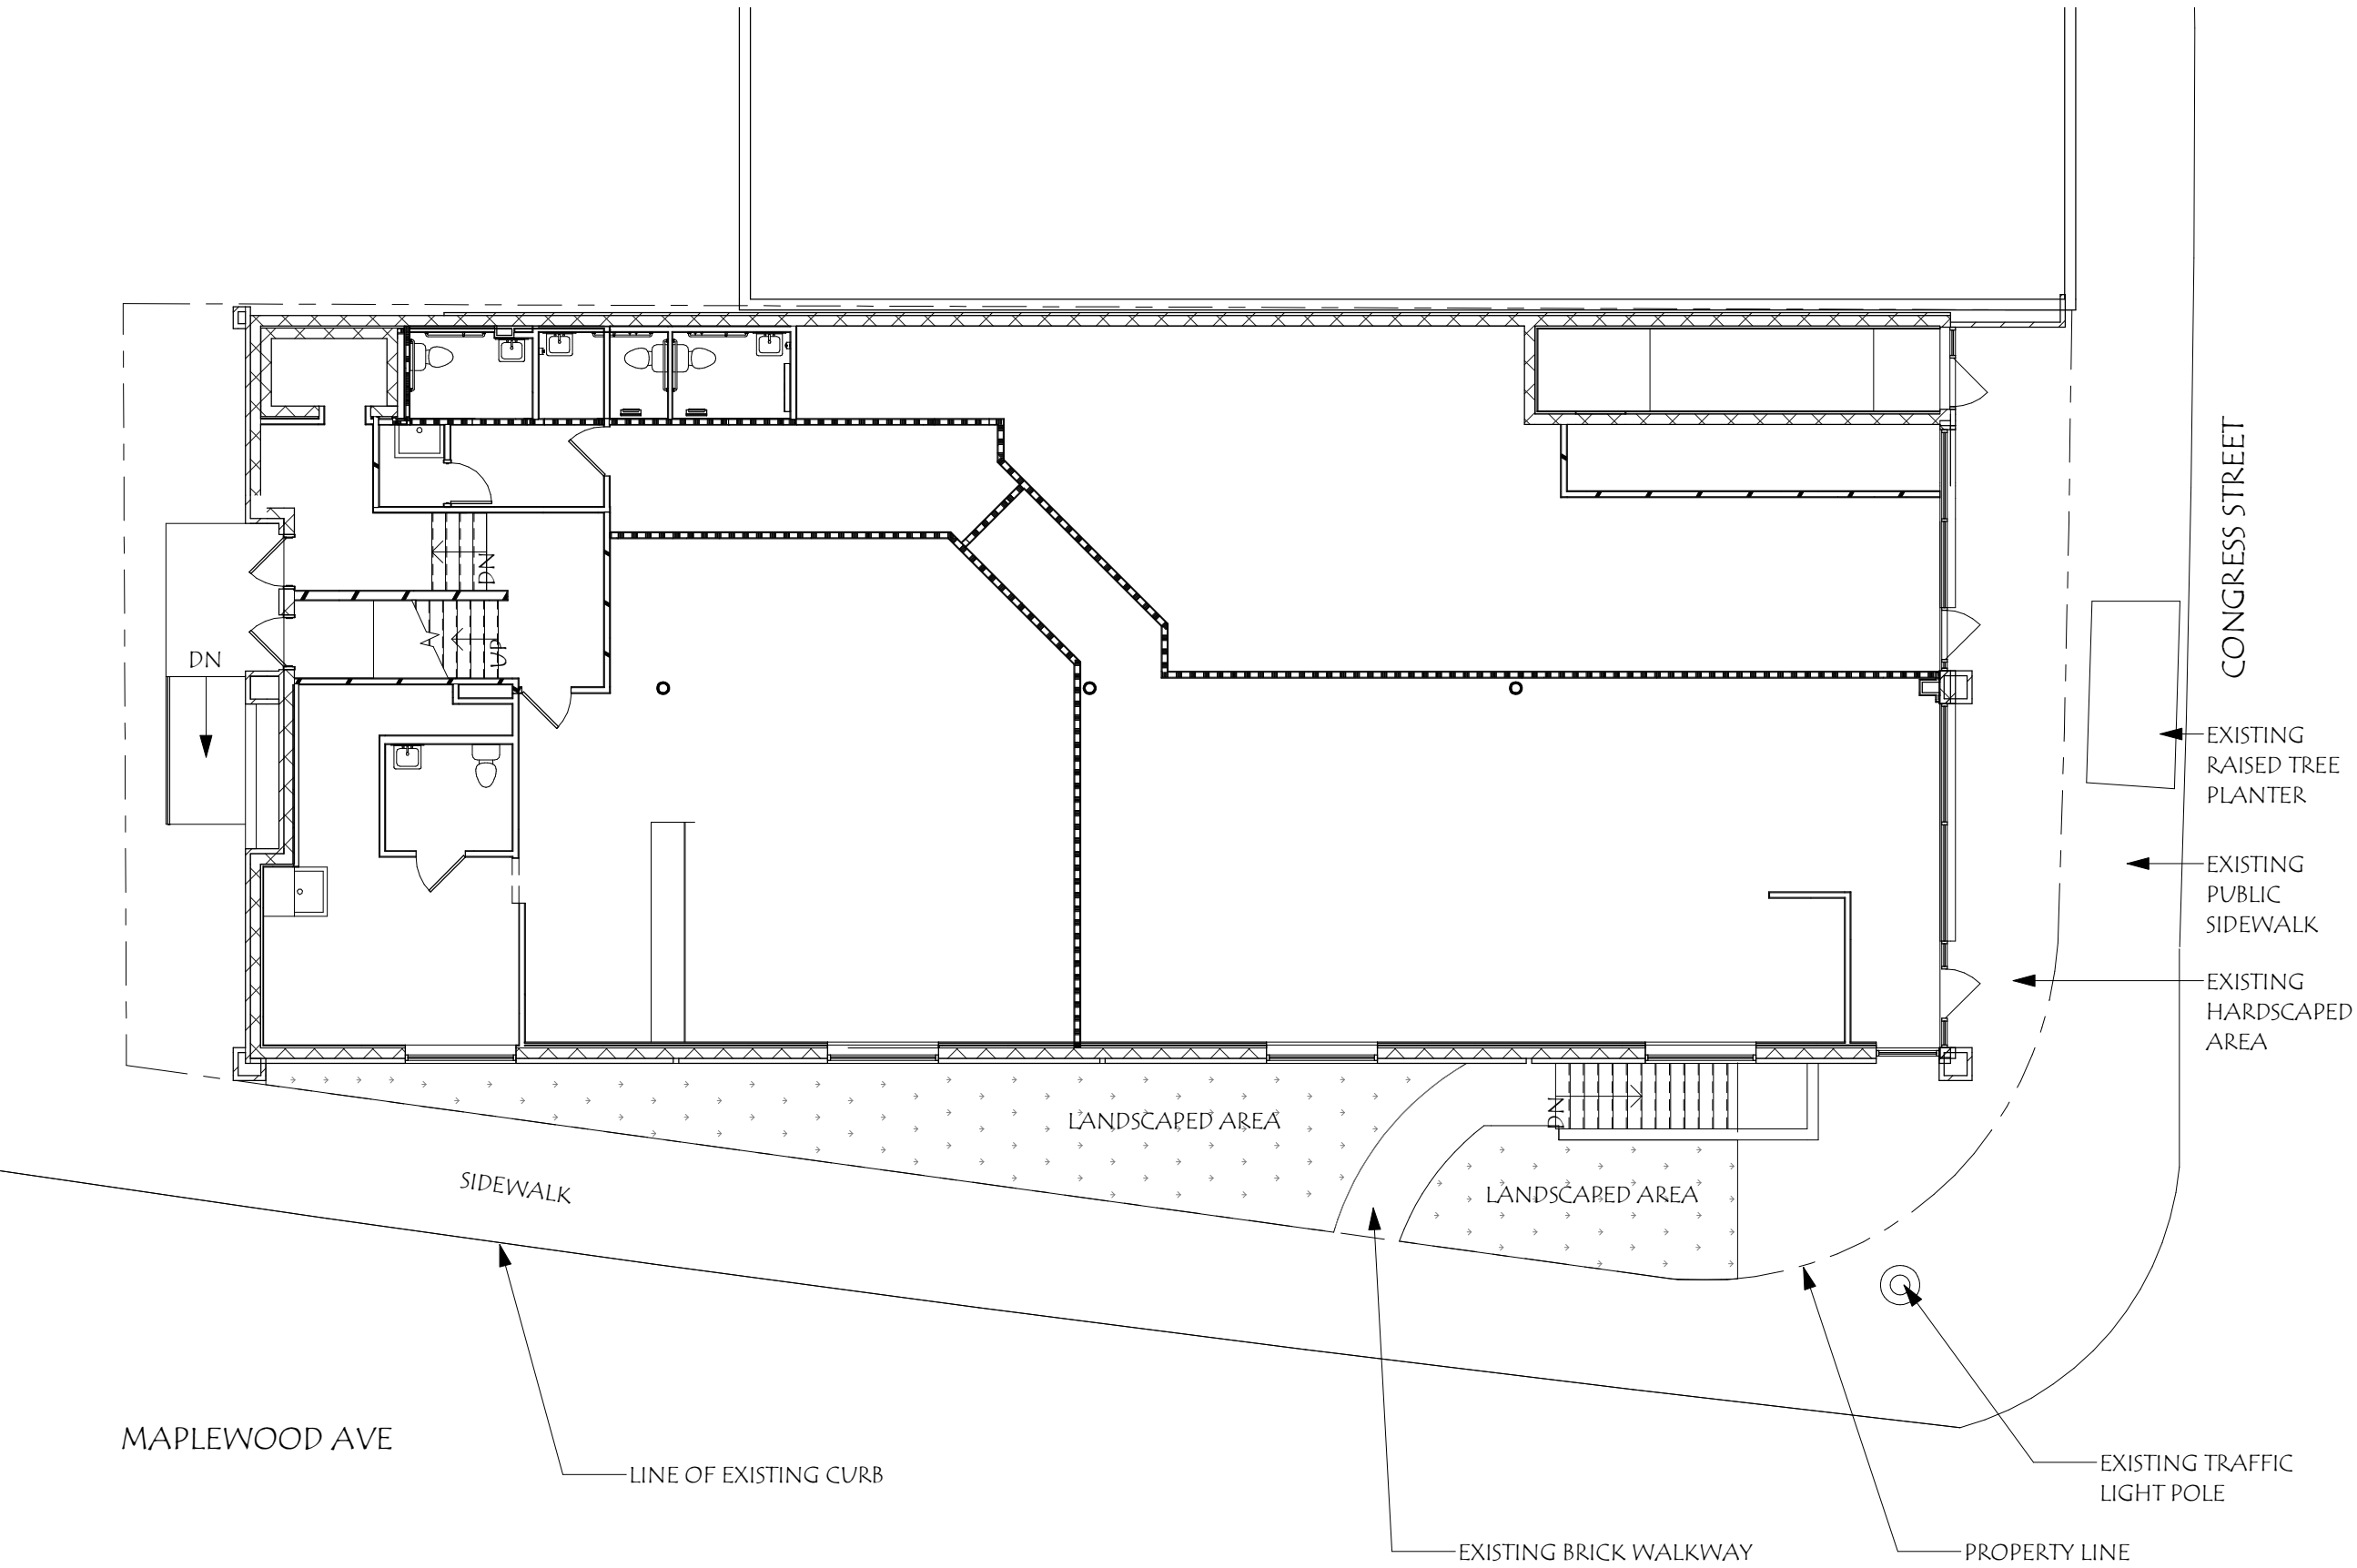 CONGRESS STREET
DN
UP
DN
EXISTING
RAISED TREE
PLANTER
EXISTING
PUBLIC
SIDEWALK
EXISTING
HARDSCAPED
AREA
DN
LANDSCAPED AREA
LANDSCAPED AREA
SIDEWALK
MAPLEWOOD AVE
LINE OF EXISTING CURB
EXISTING TRAFFIC
LIGHT POLE
EXISTING BRICK WALKWAY
PROPERTY LINE